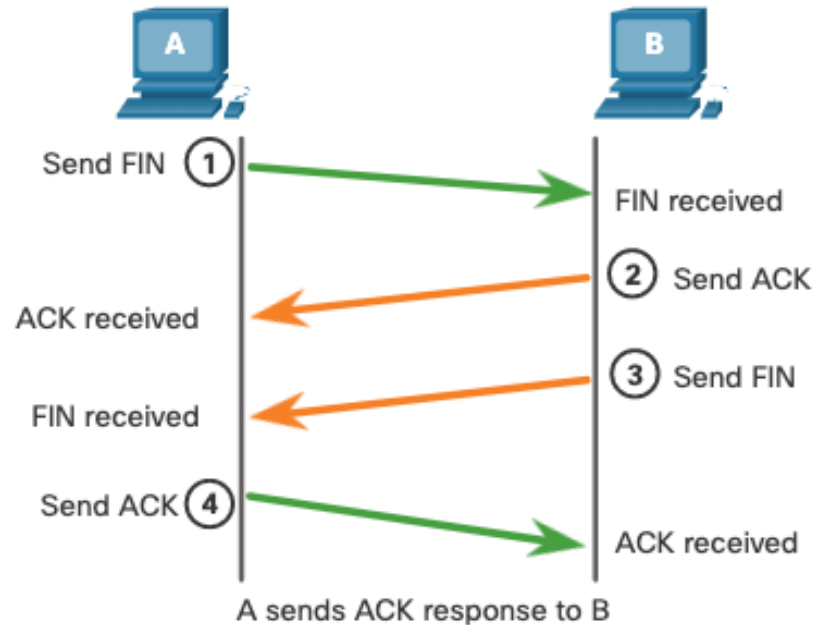 A
B
Send FIN 1
FIN received
2 Send ACK
ACK received
3 Send FIN
FIN received
Send ACK 4
ACK received
A sends ACK response to B